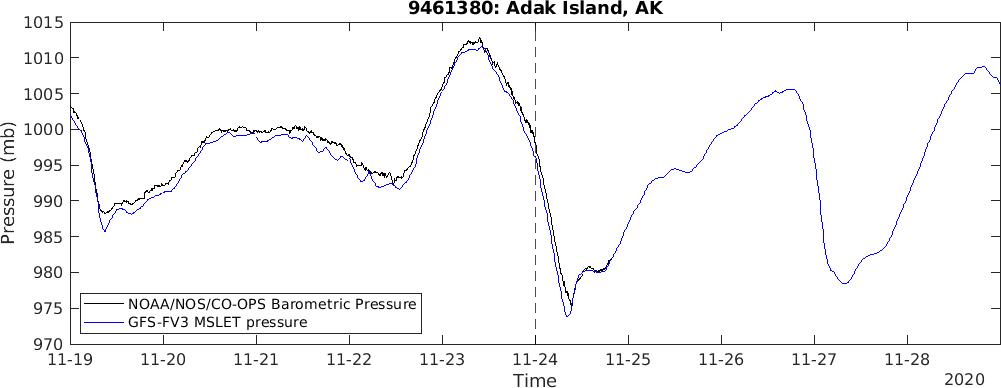 9461380: Adak Island, AK
Pressure (mb)
1015
1010
1005
1000
995
990
985
980
975
970
NOAA/NOS/CO-OPS Barometric Pressure
GFS-FV3 MSLET pressure
11-19 11-20 11-21 11-22 11-23 11-24 11-25 11-26 11-27 11-28
Time
2020